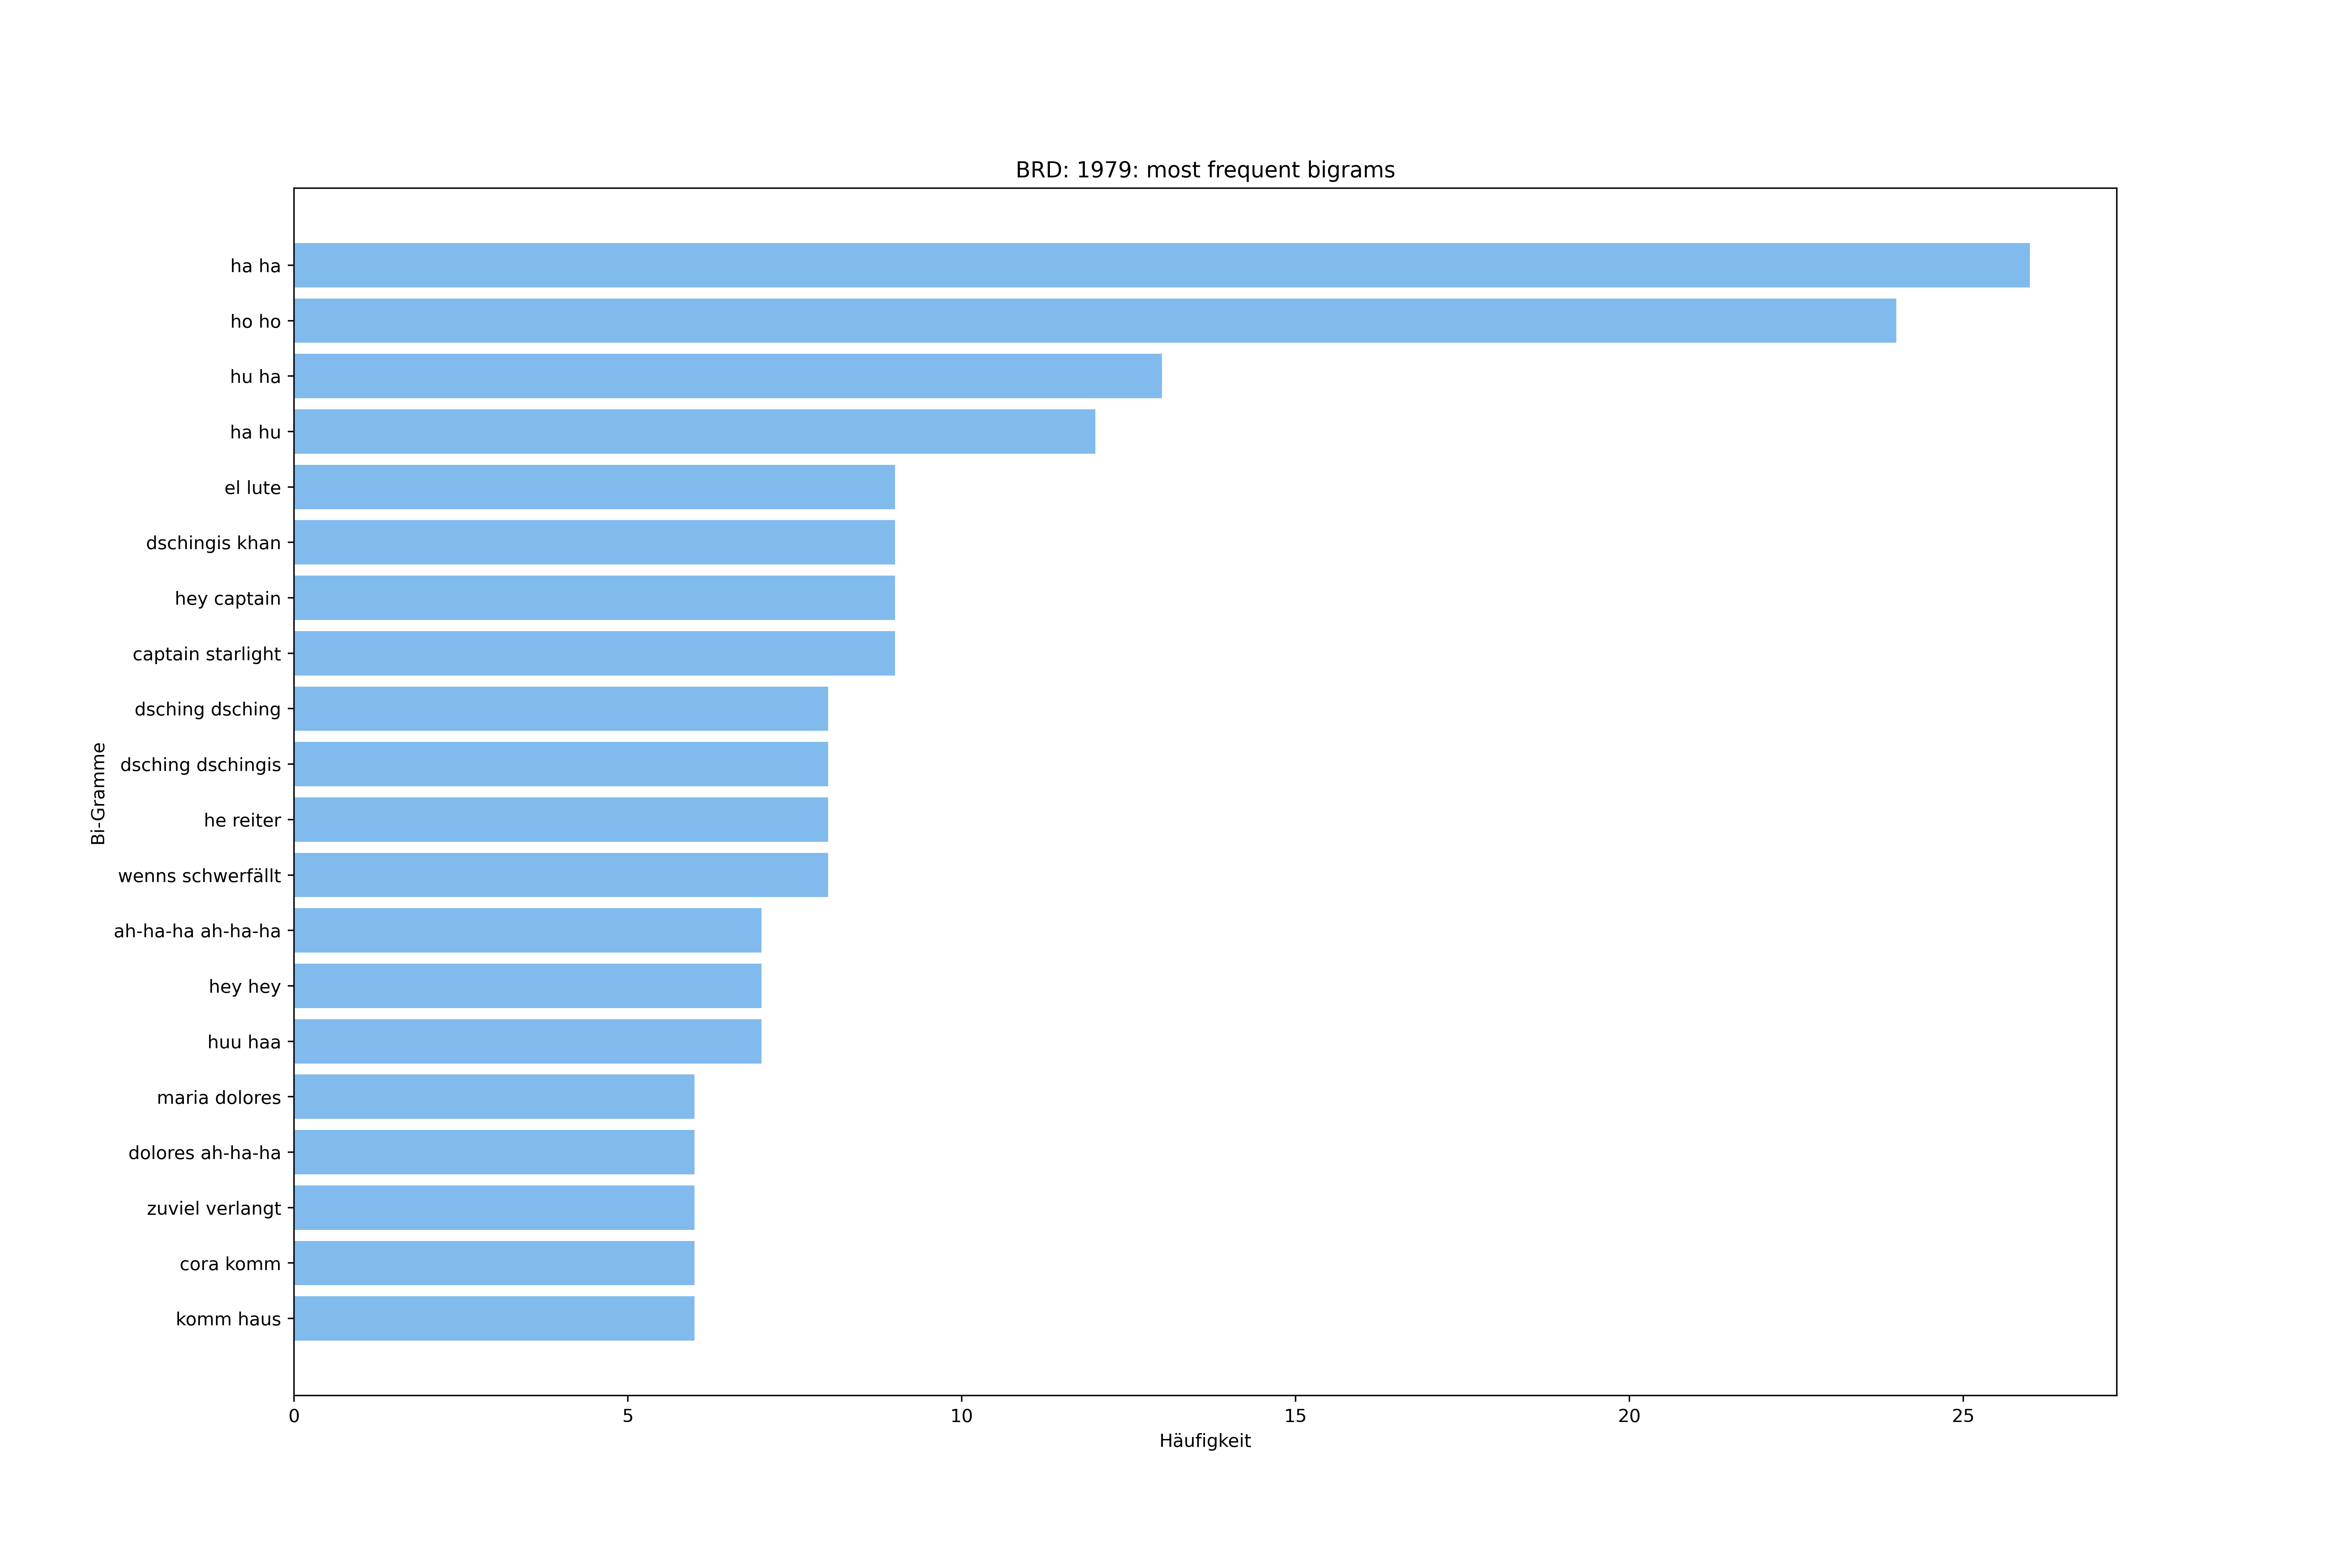 BRD: 1979: most frequent bigrams
Bi-Gramme
ha ha
ho ho
hu ha
ha hu
el lute
dschingis khan
hey captain
captain starlight
dsching dsching
dsching dschingis
he reiter
wenns schwerfällt
ah-ha-ha ah-ha-ha
hey hey
huu haa
maria dolores
dolores ah-ha-ha
zuviel verlangt
cora komm
komm haus
0 5 10 15 20 25
Häufigkeit